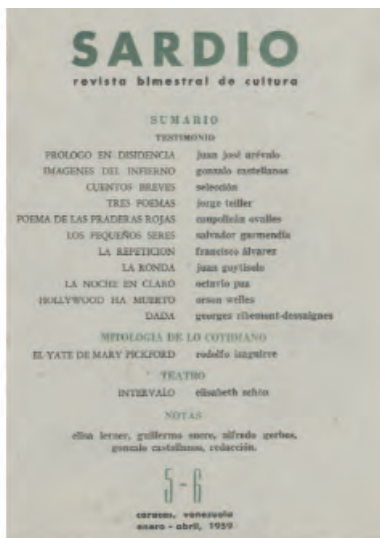 SARDIO
revista bimestral de cultura
SUMARIO
TESTIMONIO
PROLOGO EN DISIDENCIA juan josé arévalo
IMAGENES DEL INFIERNO gonzalo castellanos
CUENTOS BREVES selección
TRES POEMAS jorge teiller
POEMA DE LAS PRADERAS ROJAS caupolicán ovalles
LOS PEQUEÑOS SERES salvador garmendia
LA REPETICION francisco álvarez
LA RONDA juan goytisolo
LA NOCHE EN CLARO octavio paz
HOLLYWOOD HA MUERTO orson welles
DADA georges ribemont-dessaignes
MITOLOGIA DE LO COTIDIANO
EL YATE DE MARY PICKFORD rodolfo izaguirre
TEATRO
INTERVALO elisabeth schön
NOTAS
elisa lerner, guillermo sucre, alfredo gerbes,
gonzalo castellanos, redacción.
5-6
caracas, venezuela
enero - abril, 1959